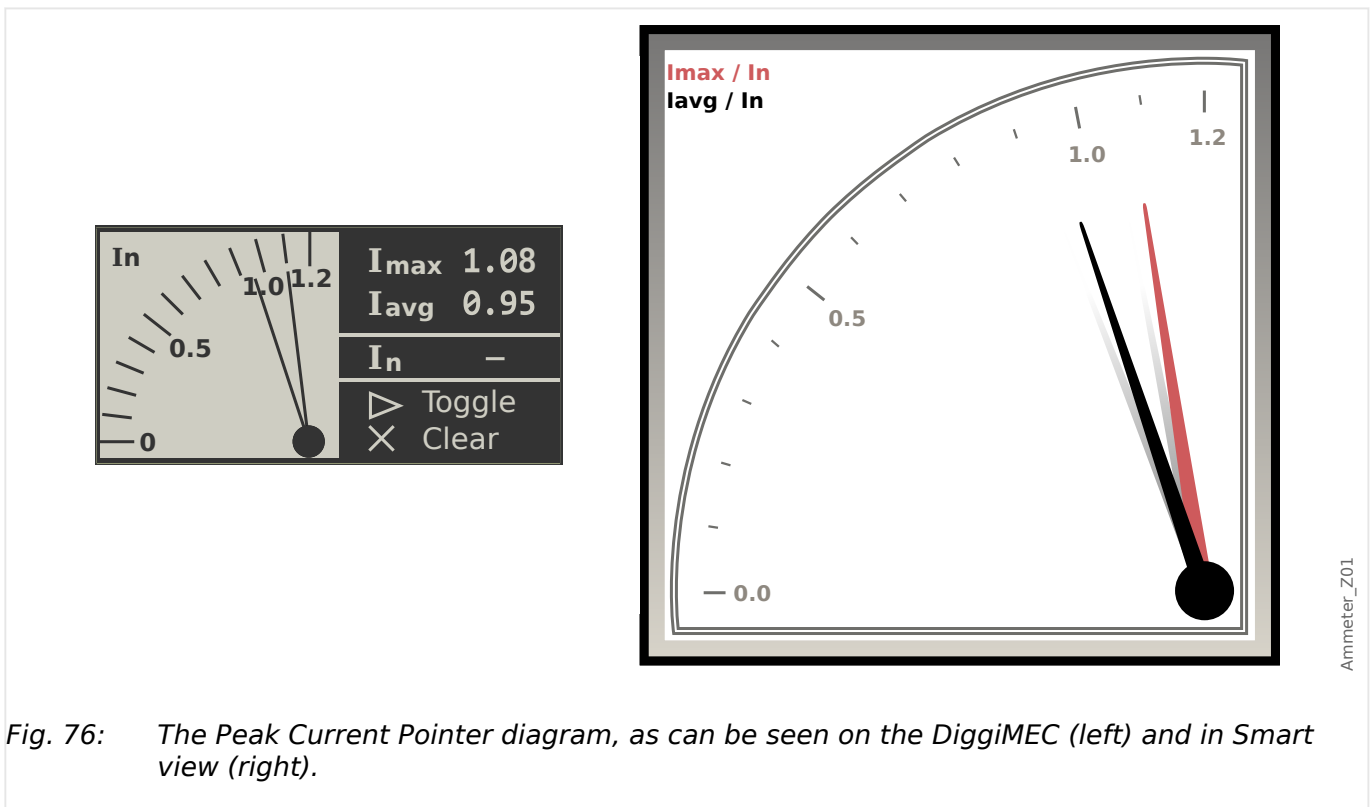 In
1.0
1.2
0.5
0
Imax 1.08
Iavg 0.95
In –
Toggle
Clear
Imax / In
Iavg / In
1.2
1.0
0.5
0.0
Ammeter_Z01
Fig. 76: The Peak Current Pointer diagram, as can be seen on the DiggiMEC (left) and in Smart
view (right).